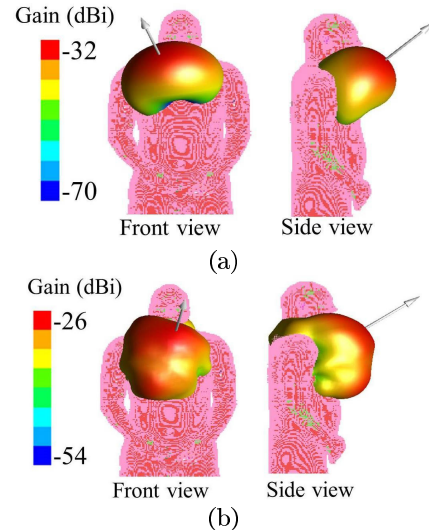 Gain (dBi)
-32
-70
Front view
Side view
(a)
Gain (dBi)
-26
-54
Front view
Side view
(b)